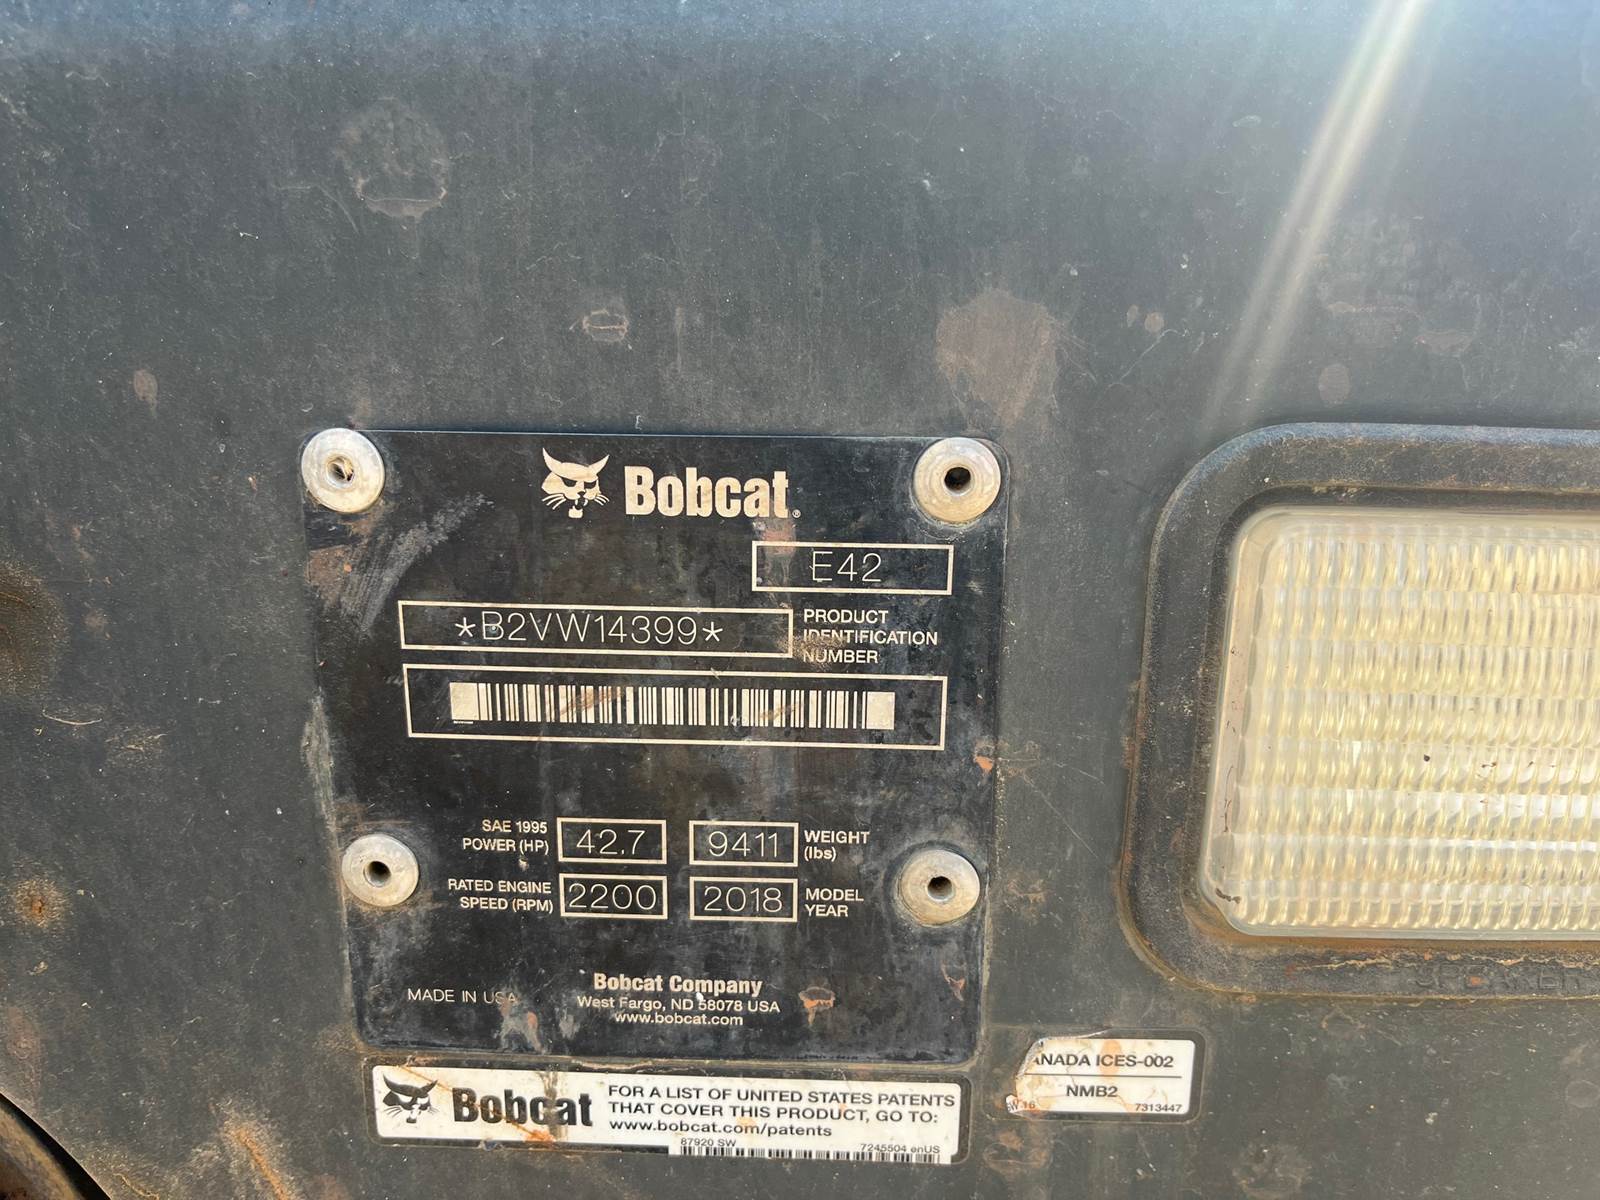 Bobcat®
E42
*B2VW14399*
PRODUCT
IDENTIFICATION
NUMBER
SAE 1995
POWER (HP)
42.7
9411
WEIGHT
(lbs)
RATED ENGINE
SPEED (RPM)
2200
2018
MODEL
YEAR
MADE IN USA
Bobcat Company
West Fargo, ND 58078 USA
www.bobcat.com
Bobcat
FOR A LIST OF UNITED STATES PATENTS
THAT COVER THIS PRODUCT, GO TO:
www.bobcat.com/patents
87920 SW
7245504 enUS
ANADA ICES-002
NMB2
7313447